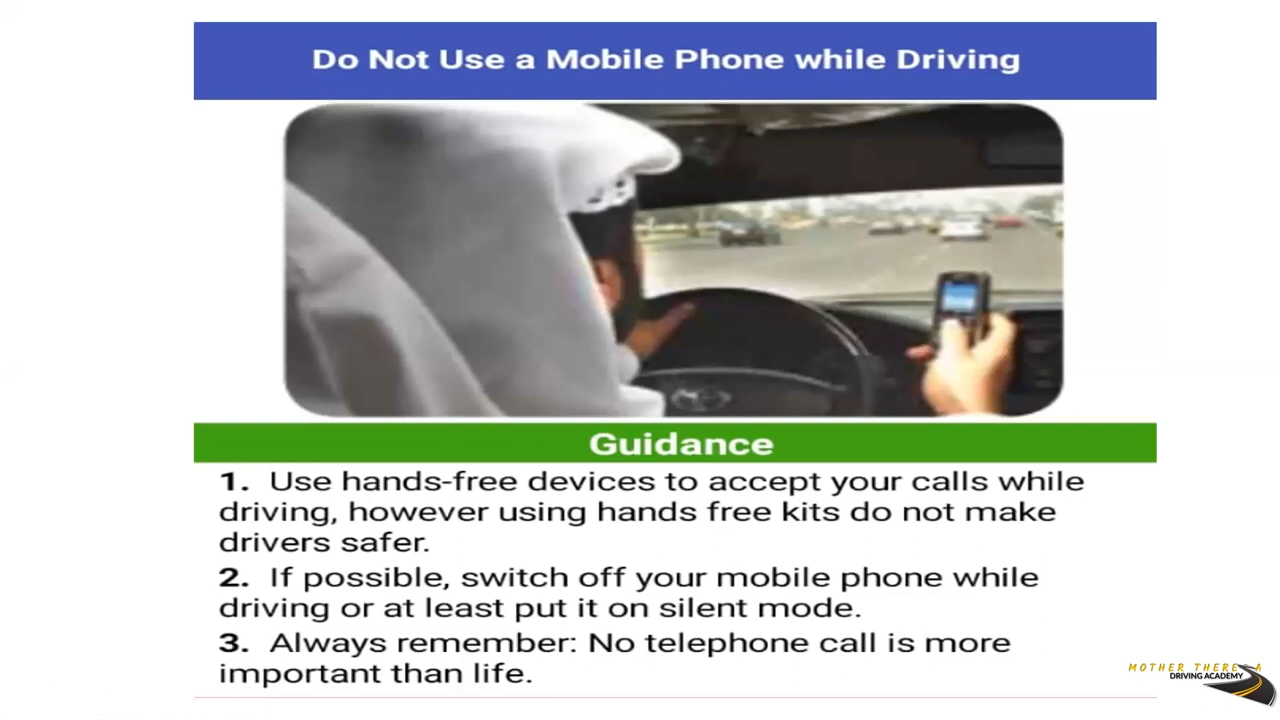 Do Not Use a Mobile Phone while Driving
Guidance
1. Use hands-free devices to accept your calls while
driving, however using hands free kits do not make
drivers safer.
2. If possible, switch off your mobile phone while
driving or at least put it on silent mode.
3. Always remember: No telephone call is more
important than life.
MOTHER THERE A
DRIVING ACADEMY